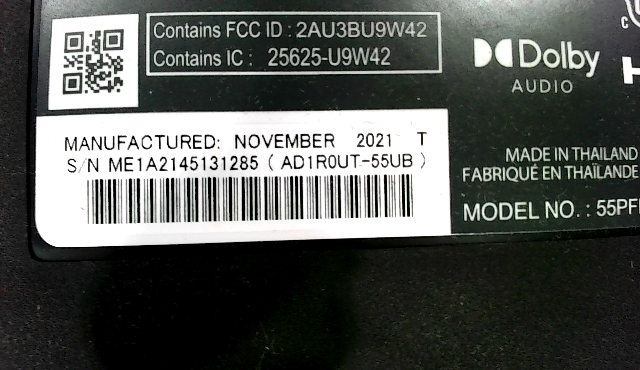 Contains FCC ID : 2AU3BU9W42
Contains IC : 25625-U9W42
Dolby
AUDIO
MANUFACTURED: NOVEMBER 2021 T
S/N ME1A2145131285 ( AD1R0UT-55UB )
MADE IN THAILAND
FABRIQUÉ EN THAÏLANDE
MODEL NO. : 55PF